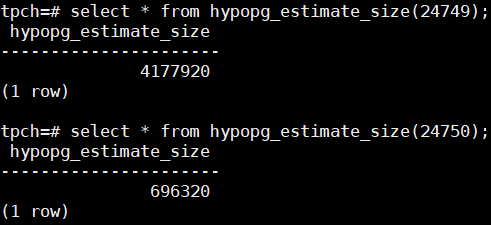 tpch=# select * from hypopg_estimate_size(24749);
 hypopg_estimate_size
----------------------
              4177920
(1 row)

tpch=# select * from hypopg_estimate_size(24750);
 hypopg_estimate_size
----------------------
               696320
(1 row)